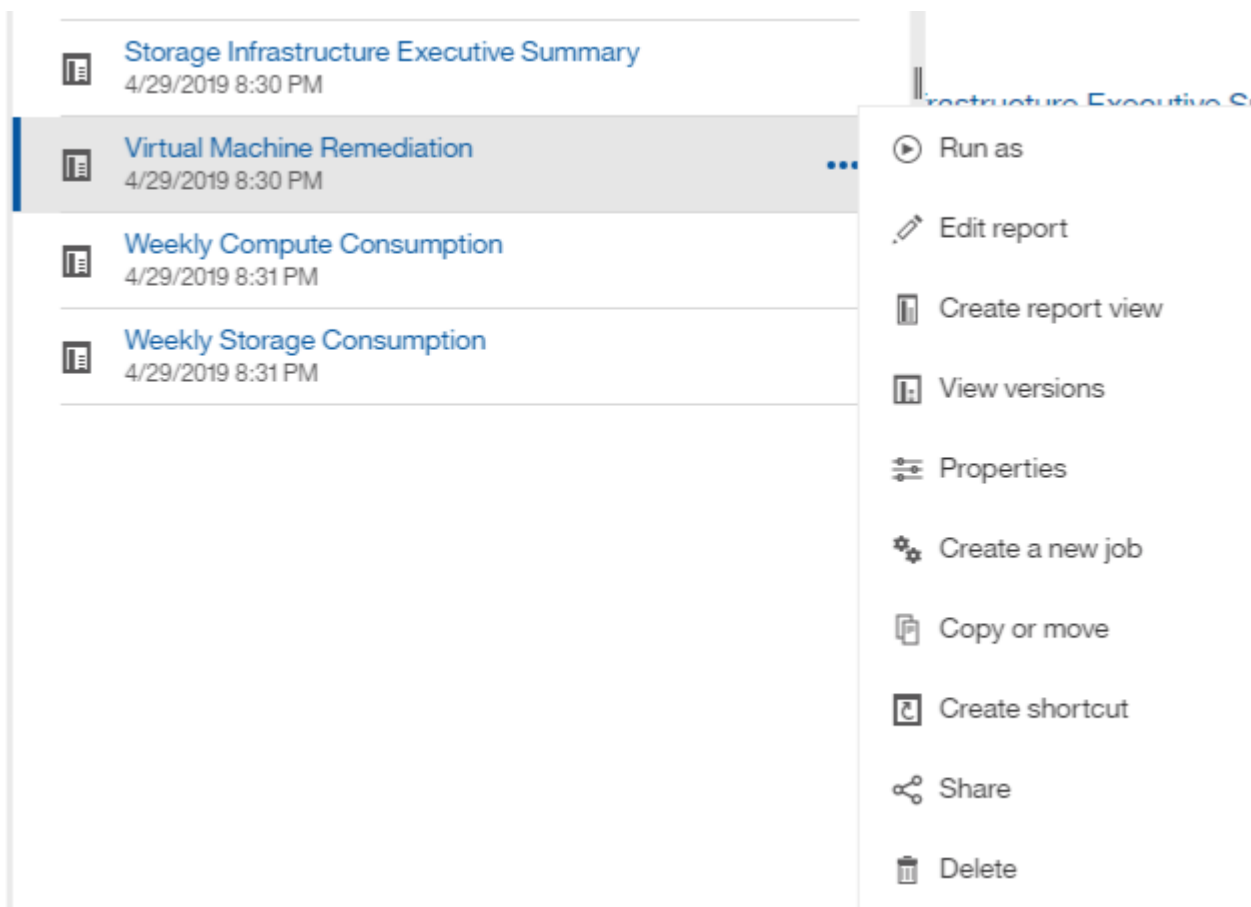 Storage Infrastructure Executive Summary
4/29/2019 8:30 PM
Virtual Machine Remediation
4/29/2019 8:30 PM
Weekly Compute Consumption
4/29/2019 8:31 PM
Weekly Storage Consumption
4/29/2019 8:31 PM
rastructure Executive S
Run as
Edit report
Create report view
View versions
Properties
Create a new job
Copy or move
Create shortcut
Share
Delete